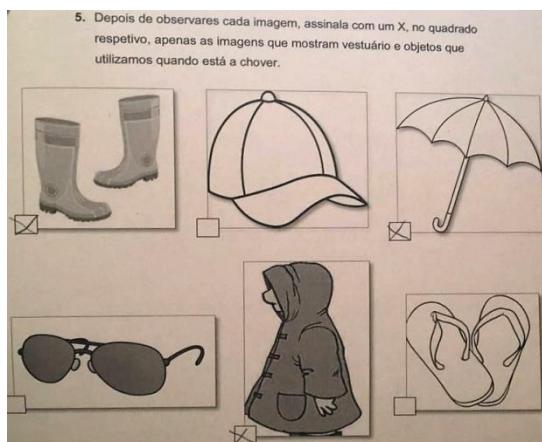 5. Depois de observares cada imagem, assinala com um X, no quadrado
respetivo, apenas as imagens que mostram vestuário e objetos que
utilizamos quando está a chover.
X
X
X